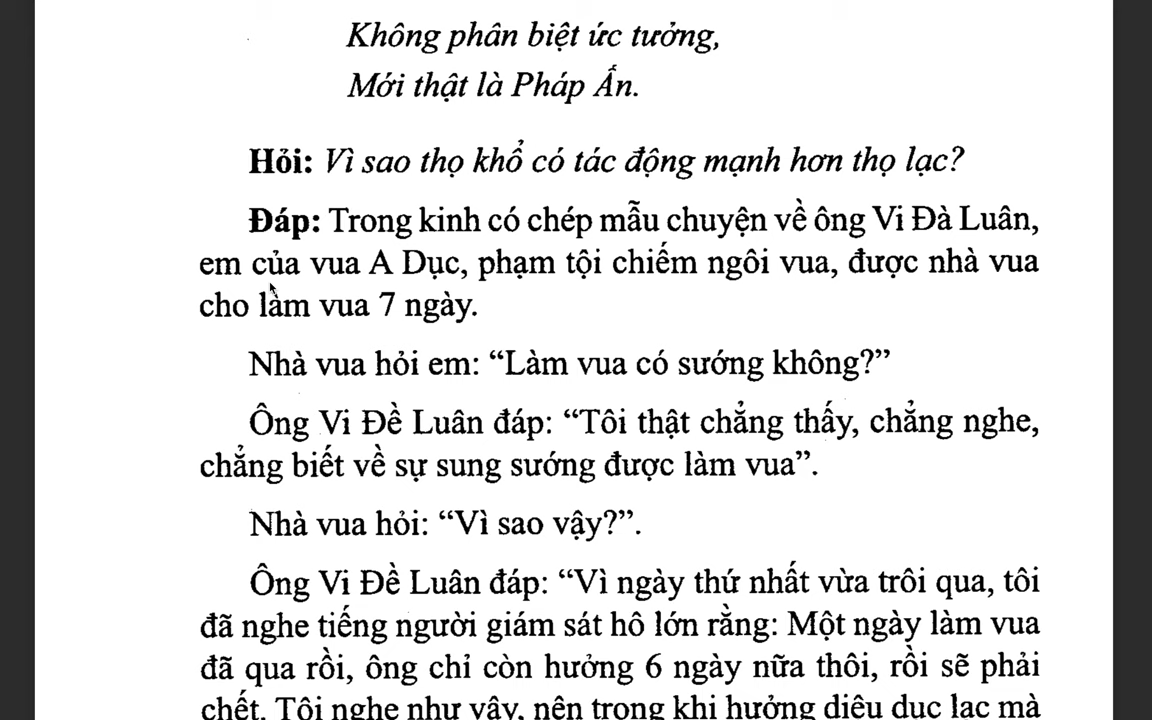 Không phân biệt ức tưởng,
Mới thật là Pháp Ấn.
Hỏi: Vì sao thọ khổ có tác động mạnh hơn thọ lạc?
Đáp: Trong kinh có chép mẫu chuyện về ông Vi Đà Luân,
em của vua A Dục, phạm tội chiếm ngôi vua, được nhà vua
cho làm vua 7 ngày.
Nhà vua hỏi em: “Làm vua có sướng không?”
Ông Vi Đề Luân đáp: “Tôi thật chẳng thấy, chẳng nghe,
chẳng biết về sự sung sướng được làm vua”.
Nhà vua hỏi: “Vì sao vậy?”.
Ông Vi Đề Luân đáp: “Vì ngày thứ nhất vừa trôi qua, tôi
đã nghe tiếng người giám sát hô lớn rằng: Một ngày làm vua
đã qua rồi, ông chỉ còn hưởng 6 ngày nữa thôi, rồi sẽ phải
chết. Tôi nghe như vậy, nên trong khi hưởng diệu dục lạc mà